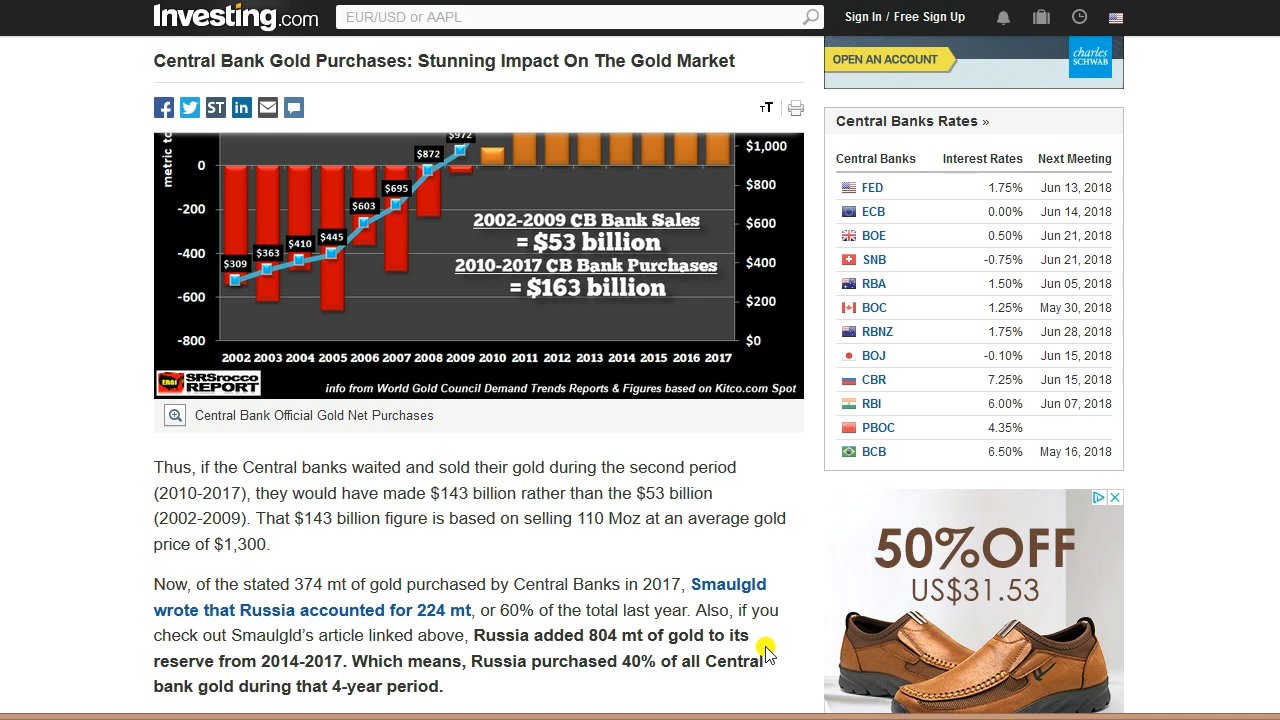 Investing.com
EUR/USD or AAPL
Sign In / Free Sign Up
Central Bank Gold Purchases: Stunning Impact On The Gold Market
ST
in
TT
metric to
0
-200
-400
-600
-800
$309
$363
$410
$445
$603
$695
$872
$972
$1,000
$800
$600
$400
$200
$0
2002-2009 CB Bank Sales
= $53 billion
2010-2017 CB Bank Purchases
= $163 billion
2002 2003 2004 2005 2006 2007 2008 2009 2010 2011 2012 2013 2014 2015 2016 2017
EROI
SRSrocco
REPORT
info from World Gold Council Demand Trends Reports & Figures based on Kitco.com Spot
Central Bank Official Gold Net Purchases
Thus, if the Central banks waited and sold their gold during the second period
(2010-2017), they would have made $143 billion rather than the $53 billion
(2002-2009). That $143 billion figure is based on selling 110 Moz at an average gold
price of $1,300.
Now, of the stated 374 mt of gold purchased by Central Banks in 2017, Smaulgld
wrote that Russia accounted for 224 mt, or 60% of the total last year. Also, if you
check out Smaulgld's article linked above, Russia added 804 mt of gold to its
reserve from 2014-2017. Which means, Russia purchased 40% of all Central
bank gold during that 4-year period.
OPEN AN ACCOUNT
charles
SCHWAB
Central Banks Rates »
Central Banks Interest Rates Next Meeting
FED 1.75% Jun 13, 2018
ECB 0.00% Jun 14, 2018
BOE 0.50% Jun 21, 2018
SNB -0.75% Jun 21, 2018
RBA 1.50% Jun 05, 2018
BOC 1.25% May 30, 2018
RBNZ 1.75% Jun 28, 2018
BOJ -0.10% Jun 15, 2018
CBR 7.25% Jun 15, 2018
RBI 6.00% Jun 07, 2018
PBOC 4.35%
BCB 6.50% May 16, 2018
50%OFF
US$31.53